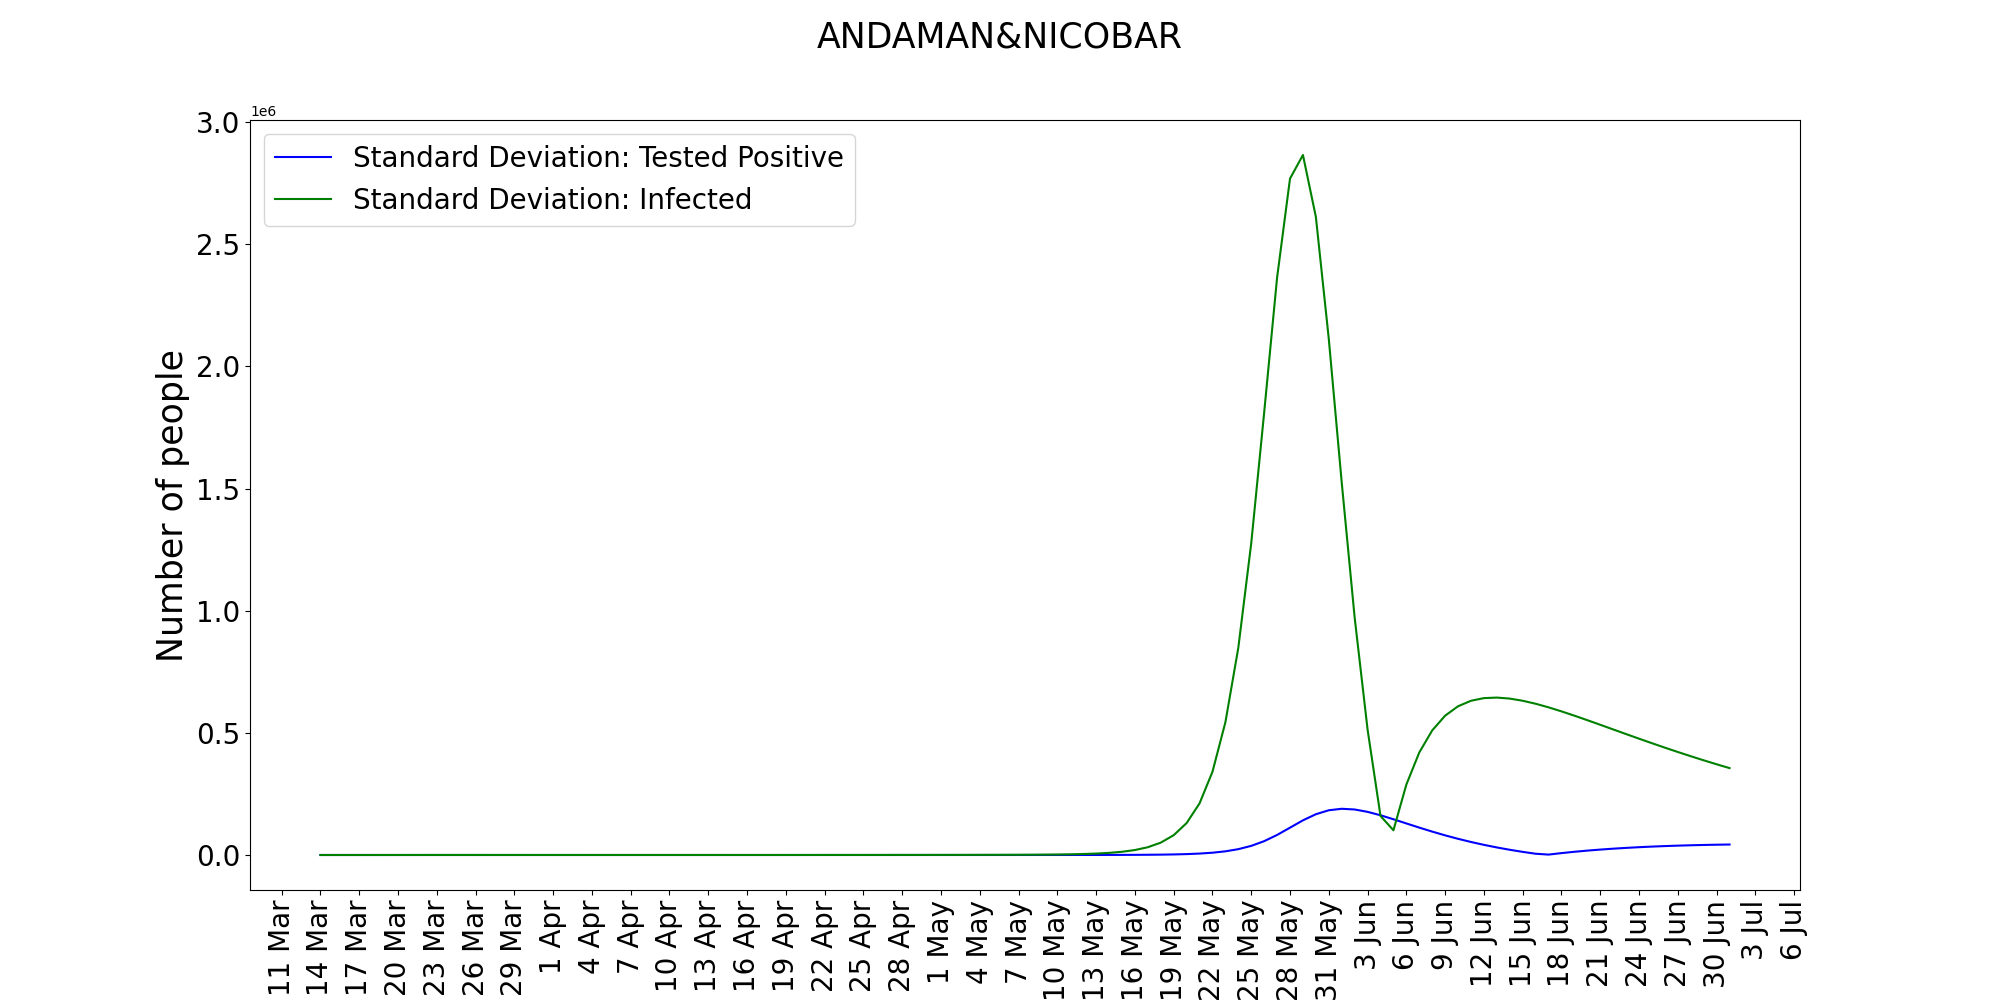 ANDAMAN&NICOBAR
1e6
3.0
2.5
2.0
1.5
1.0
0.5
0.0
Number of people
Standard Deviation: Tested Positive
Standard Deviation: Infected
11 Mar
14 Mar
17 Mar
20 Mar
23 Mar
26 Mar
29 Mar
1 Apr
4 Apr
7 Apr
10 Apr
13 Apr
16 Apr
19 Apr
22 Apr
25 Apr
28 Apr
1 May
4 May
7 May
10 May
13 May
16 May
19 May
22 May
25 May
28 May
31 May
3 Jun
6 Jun
9 Jun
12 Jun
15 Jun
18 Jun
21 Jun
24 Jun
27 Jun
30 Jun
3 Jul
6 Jul